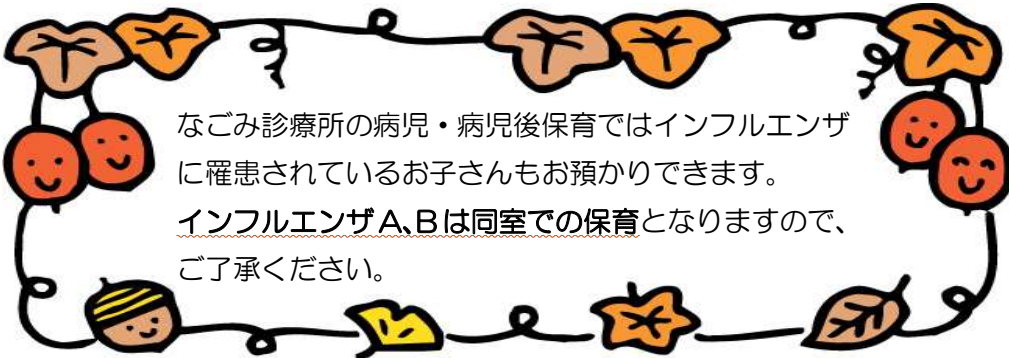 なごみ診療所の病児・病児後保育ではインフルエンザ
に罹患されているお子さんもお預かりできます。
インフルエンザA、Bは同室での保育となりますので、
ご了承ください。